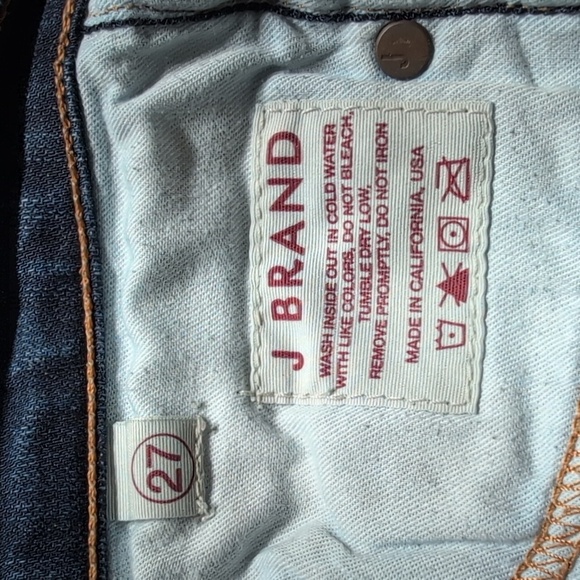 J BRAND
WASH INSIDE OUT IN COLD WATER
WITH LIKE COLORS, DO NOT BLEACH,
TUMBLE DRY LOW,
REMOVE PROMPTLY, DO NOT IRON
MADE IN CALIFORNIA, USA
27
J